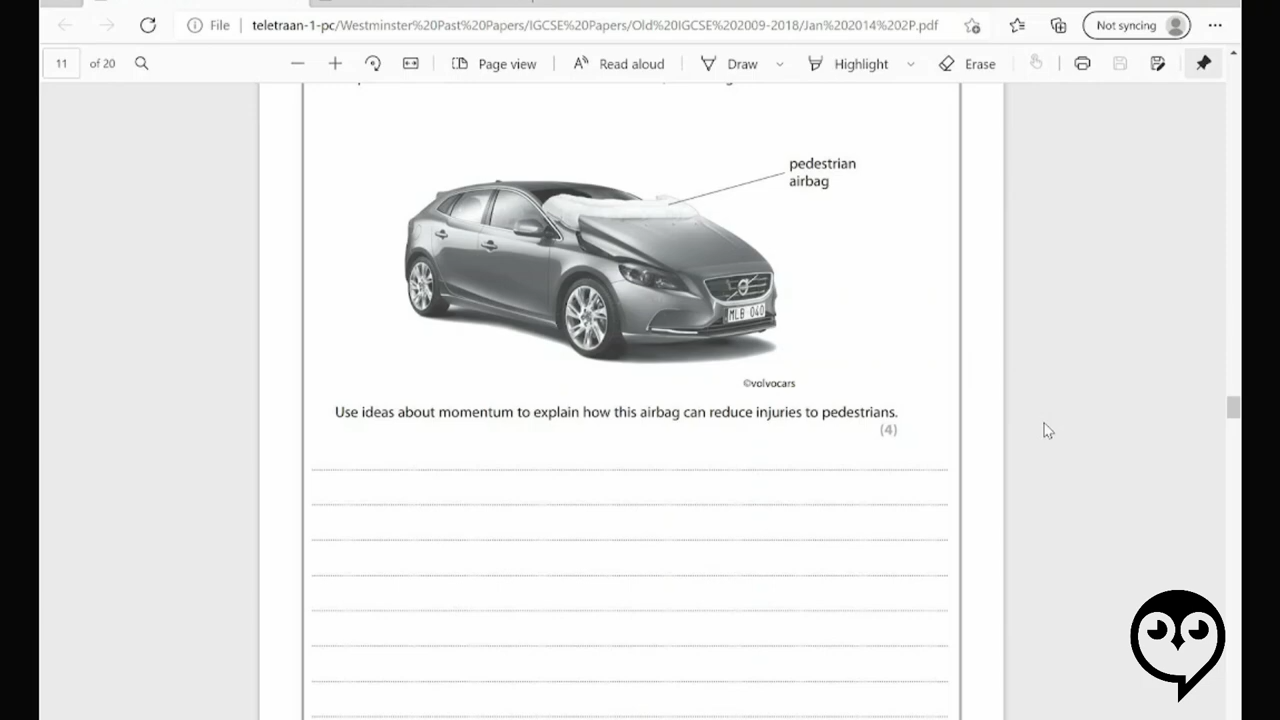 File
teletraan-1-pc/Westminster%20Past%20Papers/IGCSE%20Papers/Old%20IGCSE%202009-2018/Jan%202014%202P.pdf
Not syncing
11 of 20
Page view
Read aloud
Draw
Highlight
Erase
pedestrian
airbag
MLB 040
©volvocars
Use ideas about momentum to explain how this airbag can reduce injuries to pedestrians.
(4)